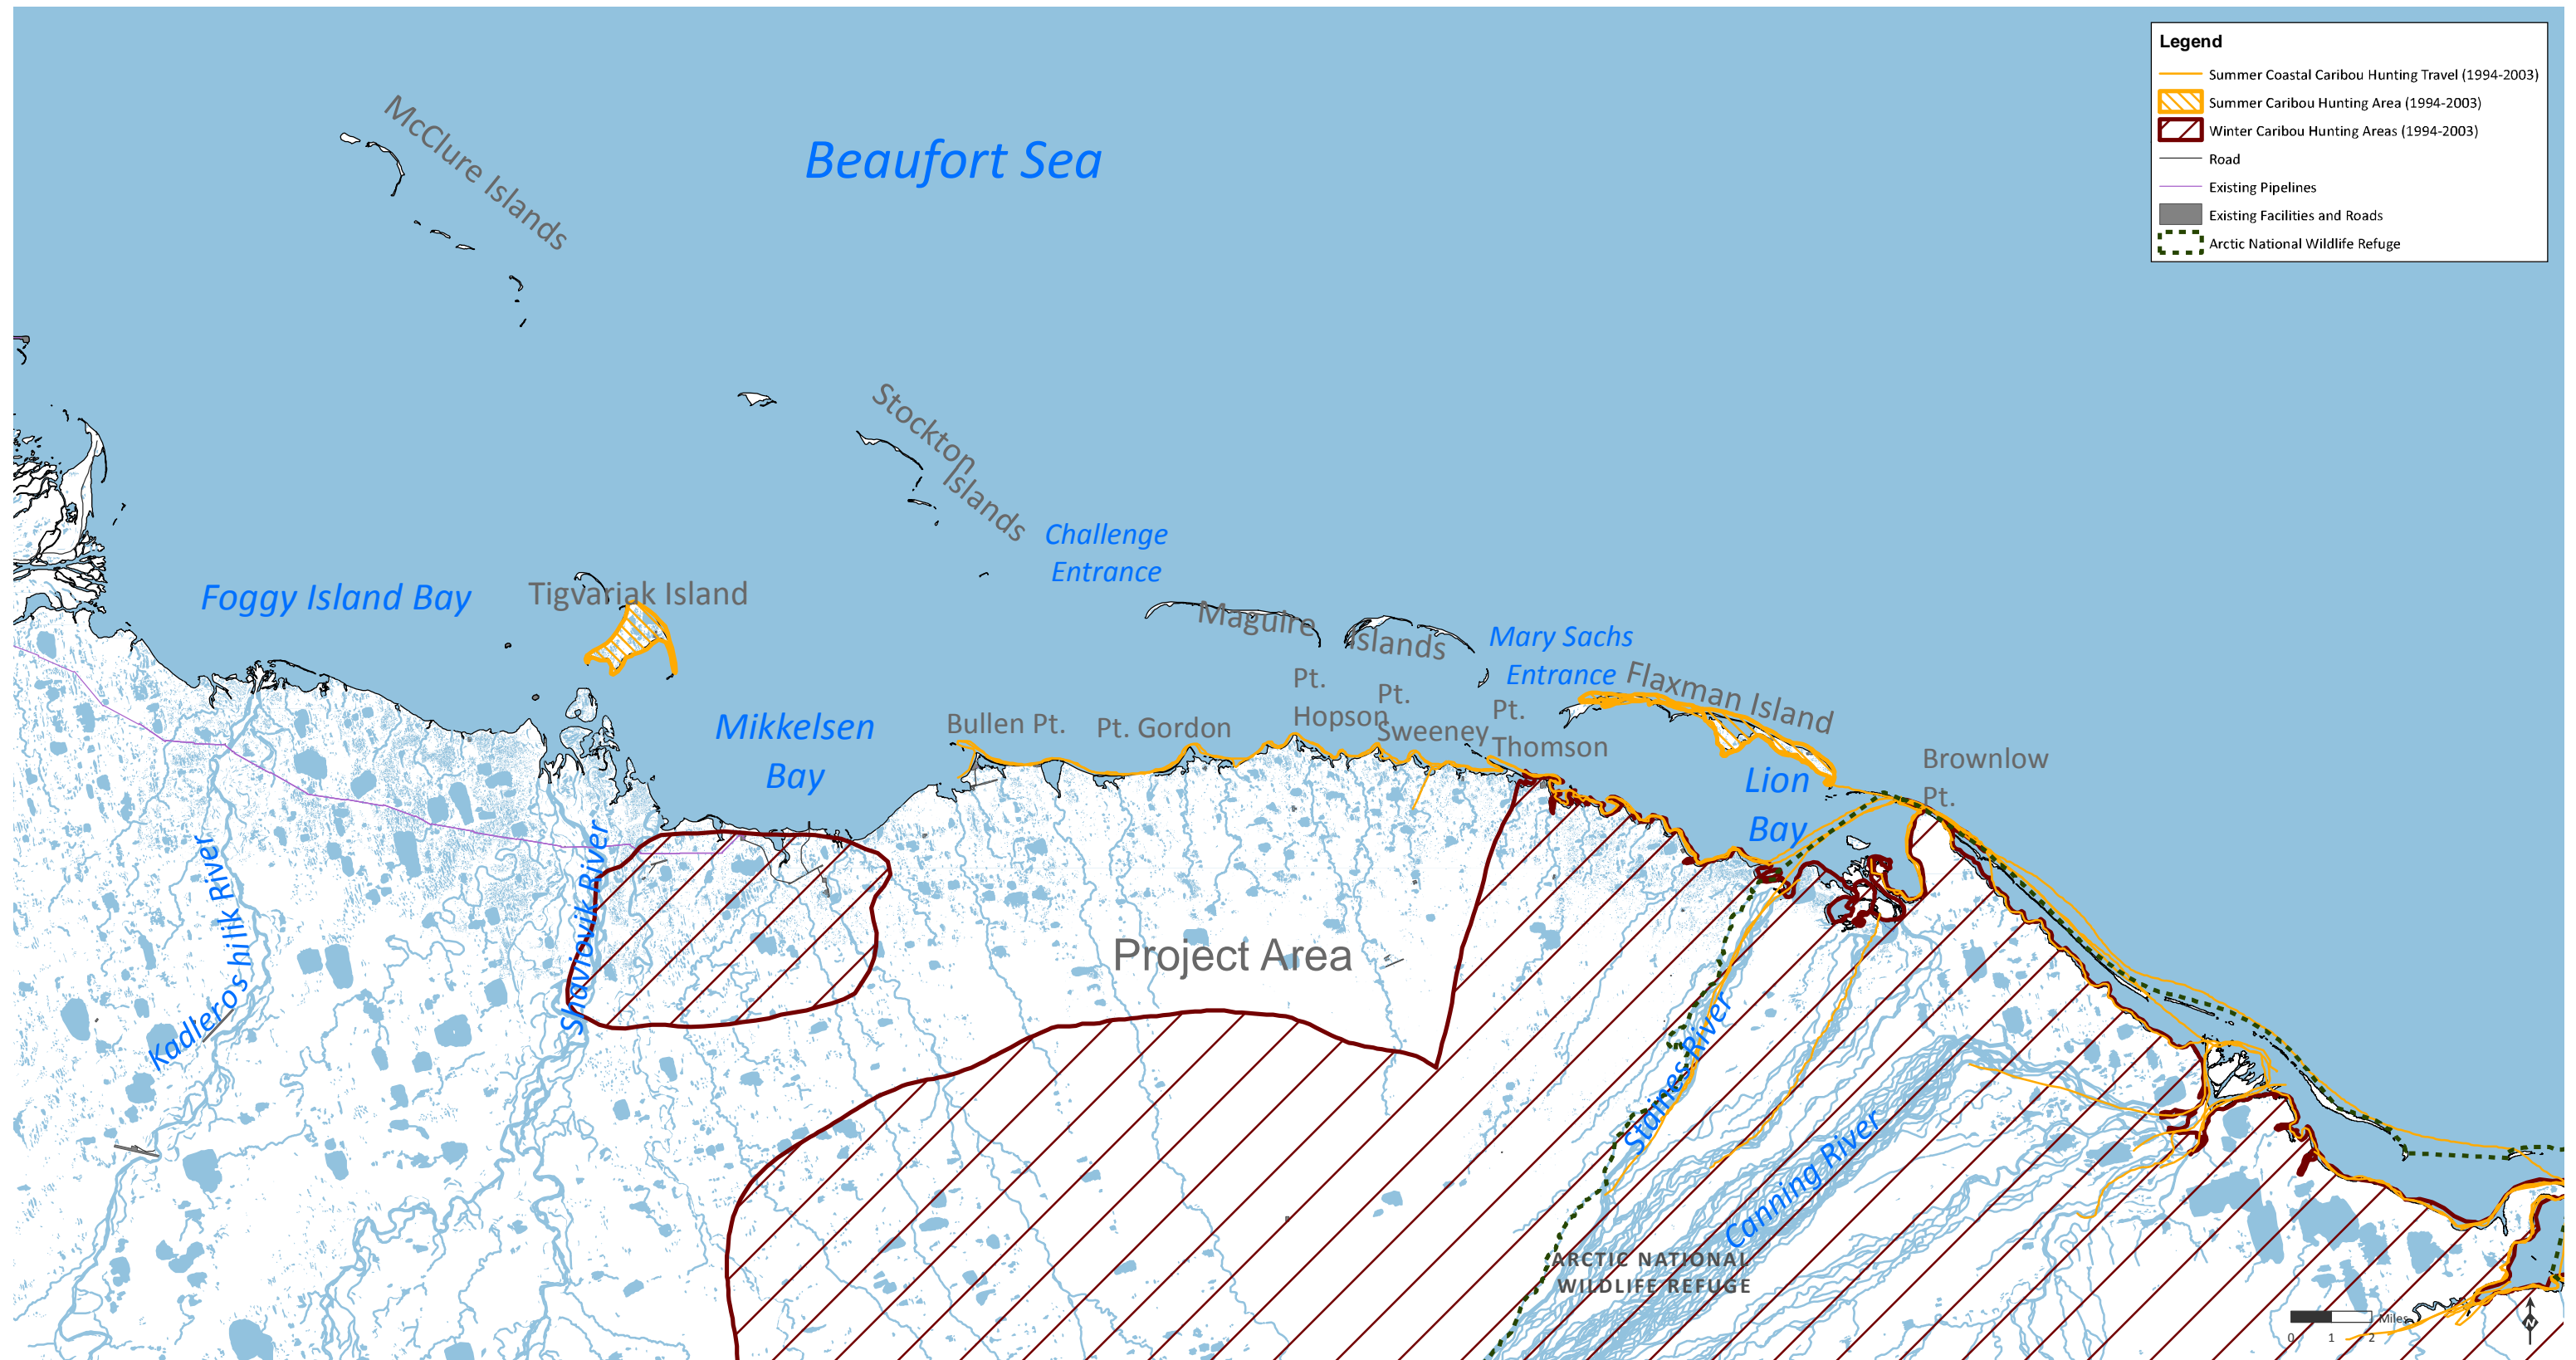 Legend
Summer Coastal Caribou Hunting Travel (1994-2003)
Summer Caribou Hunting Area (1994-2003)
Winter Caribou Hunting Areas (1994-2003)
Road
Existing Pipelines
Existing Facilities and Roads
Arctic National Wildlife Refuge
McClure Islands
Beaufort Sea
Stockton
Islands
Challenge
Entrance
Foggy Island Bay
Tigvariak Island
Maguire
Islands
Mary Sachs
Entrance
Flaxman Island
Pt.
Hopson
Pt.
Sweeney
Pt.
Thomson
Mikkelsen
Bay
Bullen Pt.
Pt. Gordon
Brownlow
Pt.
Lion
Bay
Kadleroshilik River
Shaviovik River
Project Area
Staines River
Canning River
ARCTIC NATIONAL
WILDLIFE REFUGE
Miles
0 1 2
N